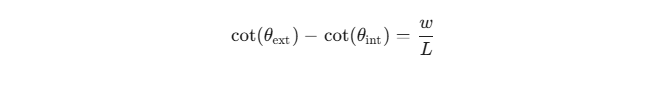 cot(θ_ext) − cot(θ_int) = w/L